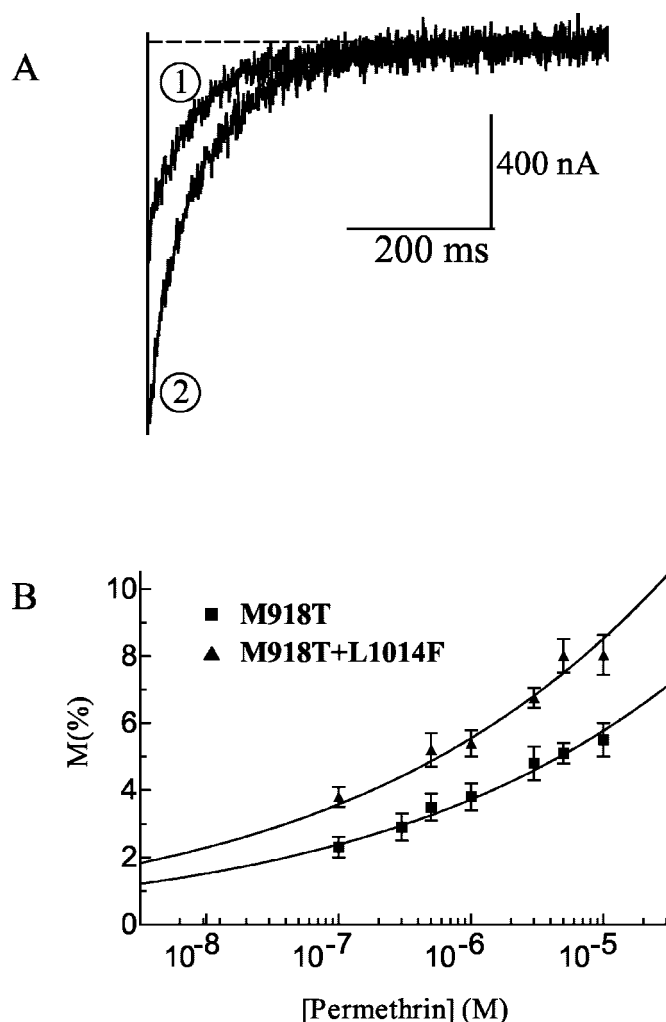 A
①
400 nA
200 ms
②
B
10
M918T
M918T+L1014F
8
6
M(%)
4
2
0
10⁻⁸ 10⁻⁷ 10⁻⁶ 10⁻⁵
[Permethrin] (M)